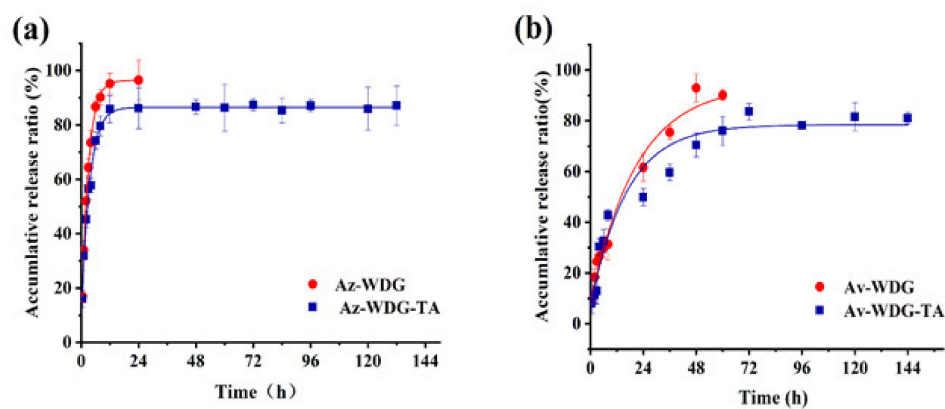 (a)
Accumlative release ratio (%)
100
80
60
40
20
0
Az-WDG
Az-WDG-TA
0 24 48 72 96 120 144
Time（h）
(b)
Accumlative release ratio(%)
100
80
60
40
20
0
Av-WDG
Av-WDG-TA
0 24 48 72 96 120 144
Time (h)